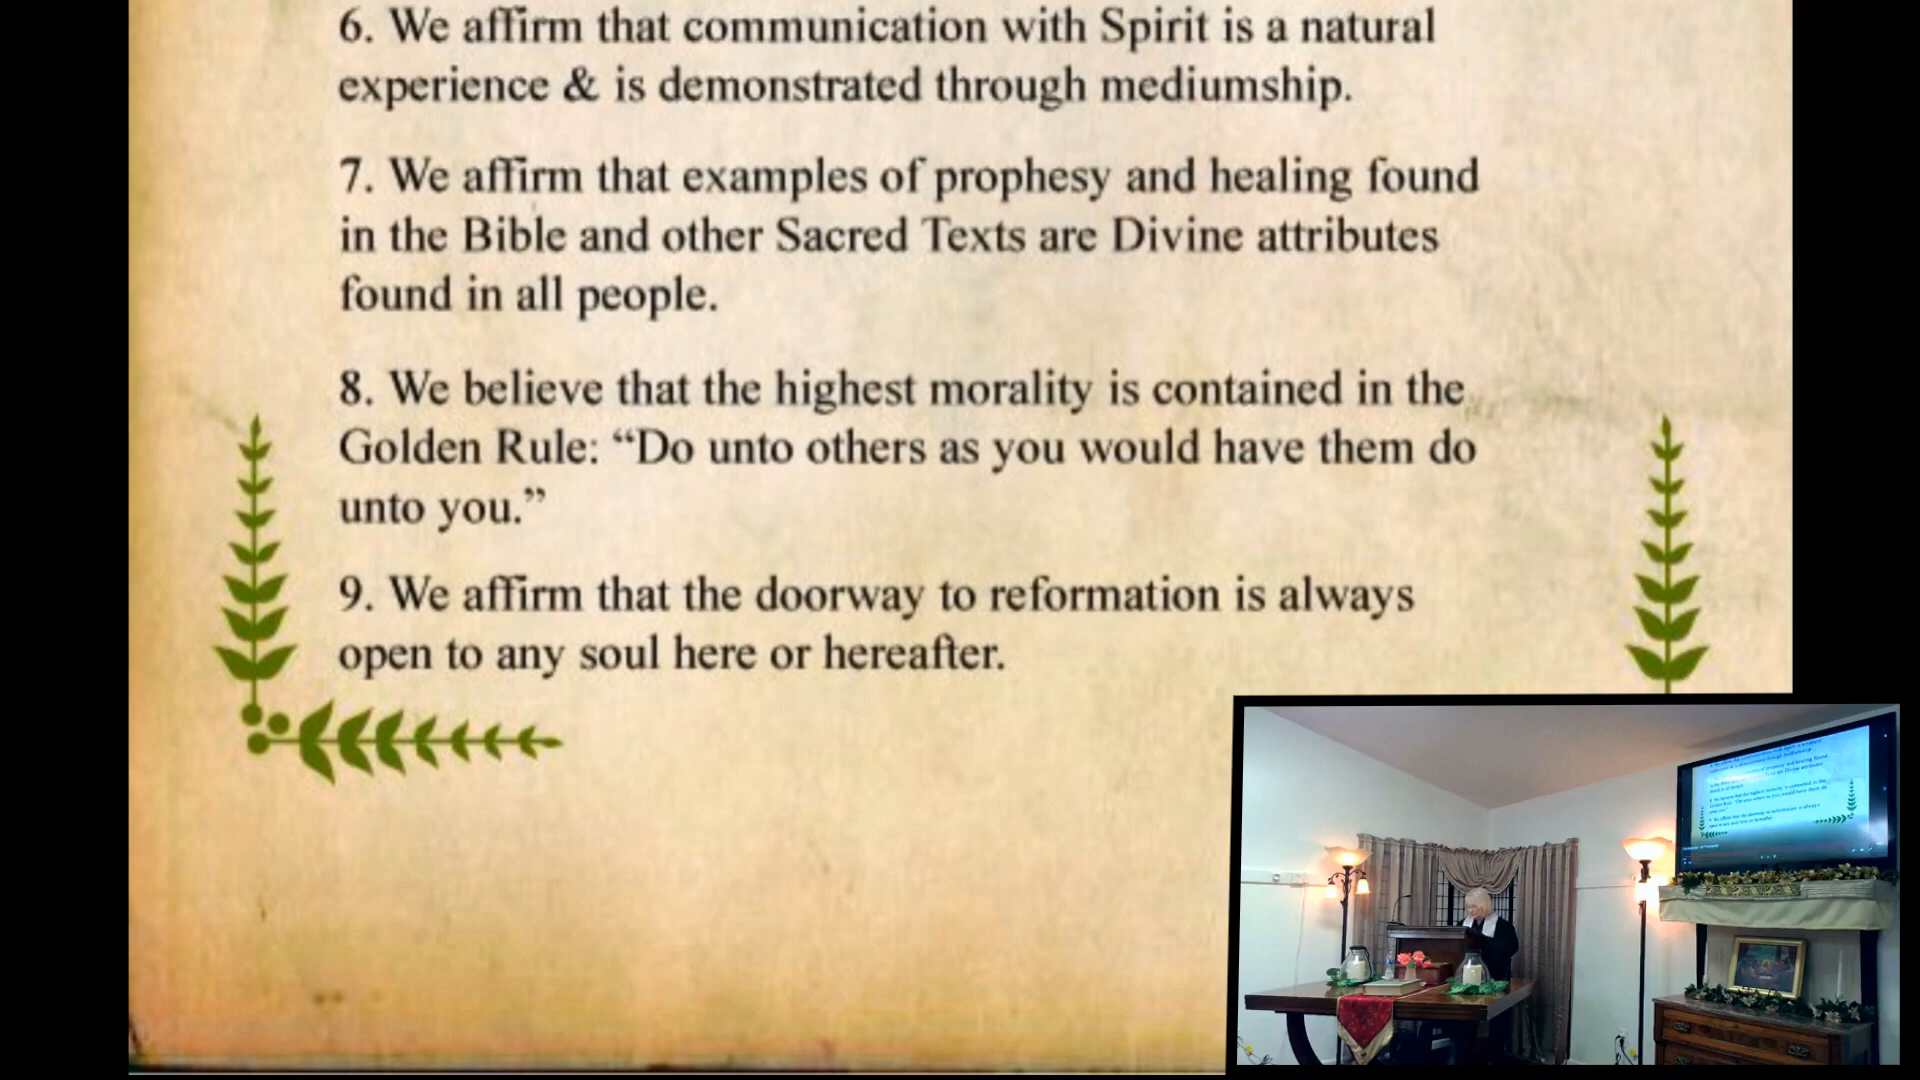 6. We affirm that communication with Spirit is a natural
experience & is demonstrated through mediumship.
7. We affirm that examples of prophesy and healing found
in the Bible and other Sacred Texts are Divine attributes
found in all people.
8. We believe that the highest morality is contained in the
Golden Rule: “Do unto others as you would have them do
unto you.”
9. We affirm that the doorway to reformation is always
open to any soul here or hereafter.